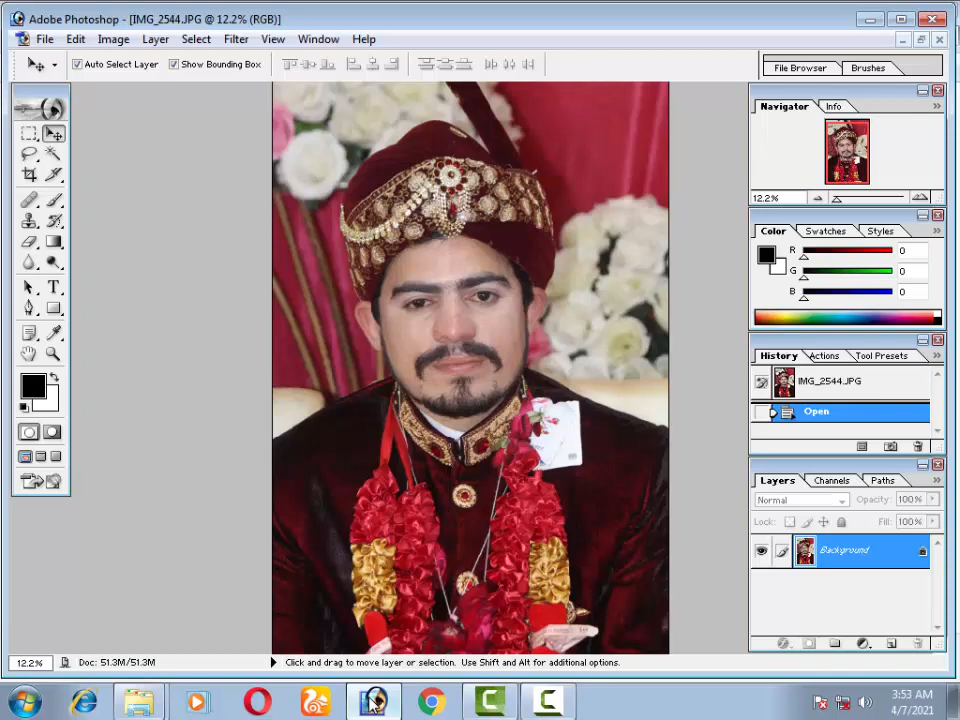 Adobe Photoshop - [IMG_2544.JPG @ 12.2% (RGB)]
File Edit Image Layer Select Filter View Window Help
Auto Select Layer Show Bounding Box File Browser Brushes
Navigator Info
12.2%
Color Swatches Styles
R 0
G 0
B 0
History Actions Tool Presets
IMG_2544.JPG
Open
Layers Channels Paths
Normal Opacity: 100%
Lock: Fill: 100%
Background
12.2% Doc: 51.3M/51.3M Click and drag to move layer or selection. Use Shift and Alt for additional options.
3:53 AM
4/7/2021